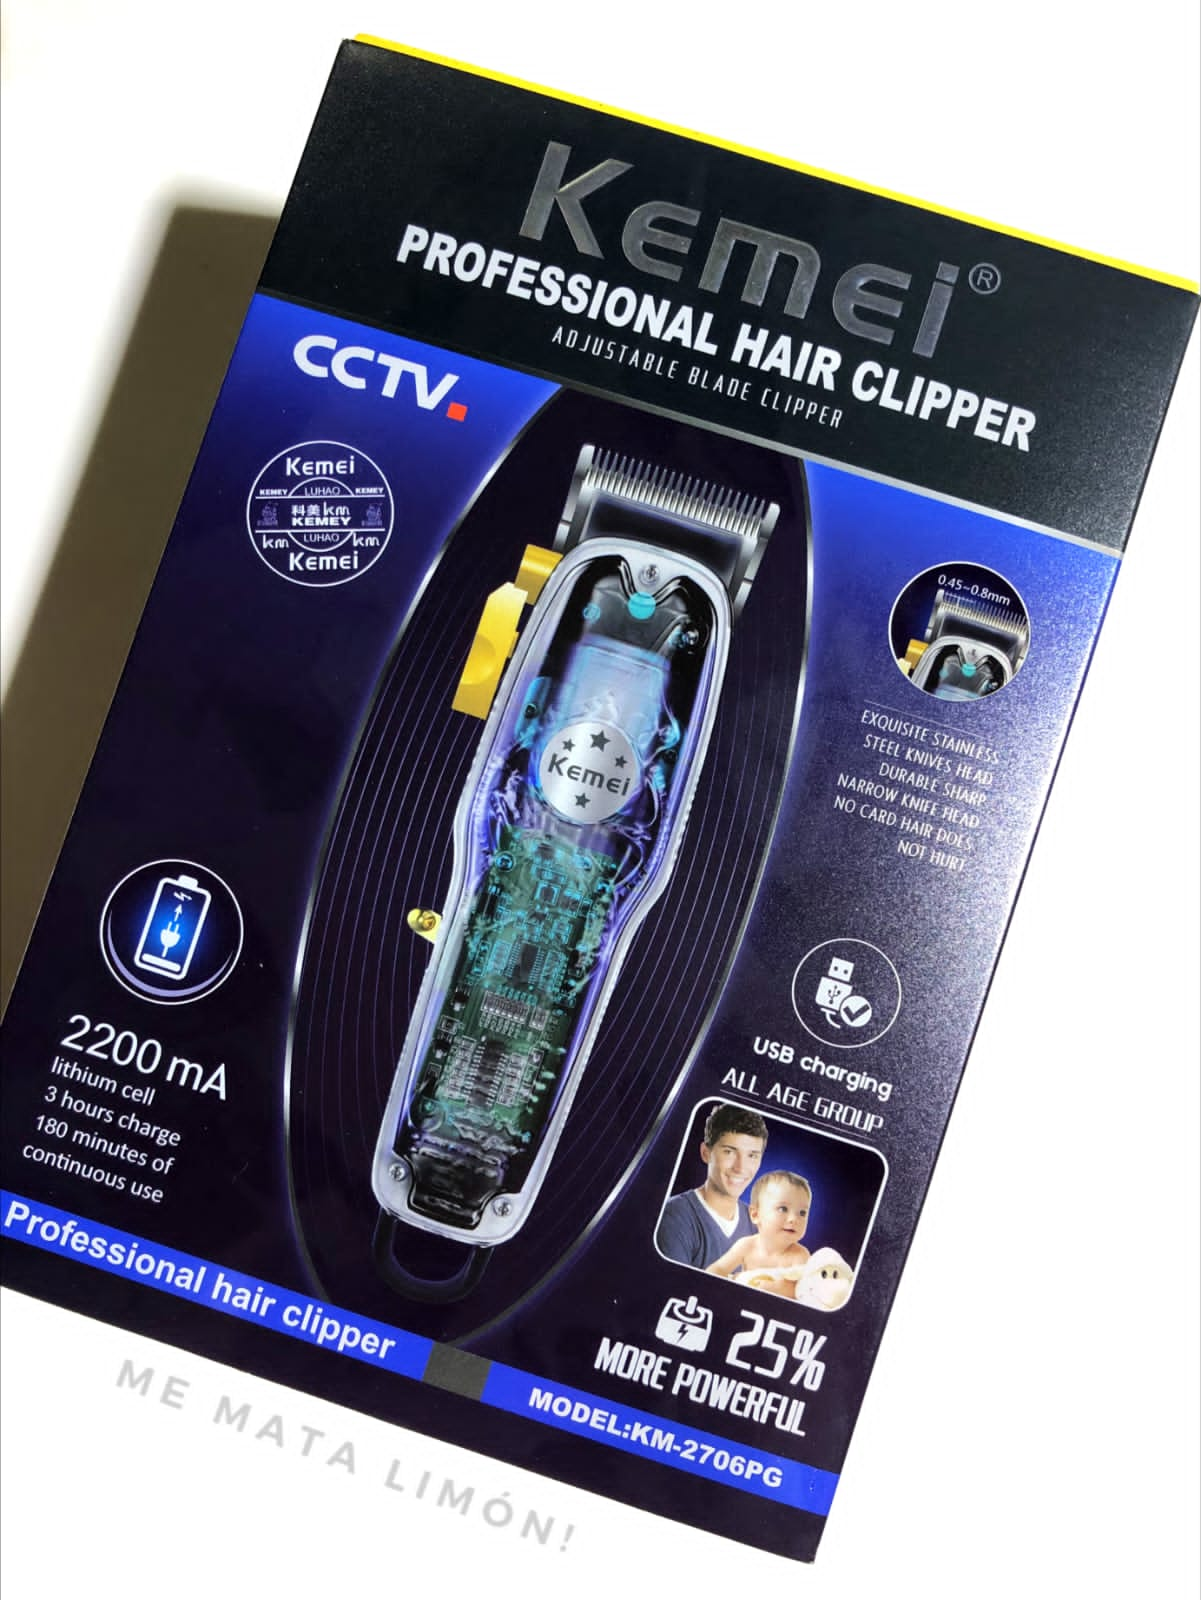 Kemei®
PROFESSIONAL HAIR CLIPPER
ADJUSTABLE BLADE CLIPPER
CCTV.
Kemei
KEMEY LUHAO KEMEY
科美 km
KEMEY
km LUHAO km
Kemei
0.45~0.8mm
EXQUISITE STAINLESS
STEEL KNIVES HEAD
DURABLE SHARP
NARROW KNIFE HEAD
NO CARD HAIR DOES
NOT HURT
Kemei
2200 mA
lithium cell
3 hours charge
180 minutes of
continuous use
USB charging
ALL AGE GROUP
25%
MORE POWERFUL
Professional hair clipper
MODEL:KM-2706PG
ME MATA LIMÓN!